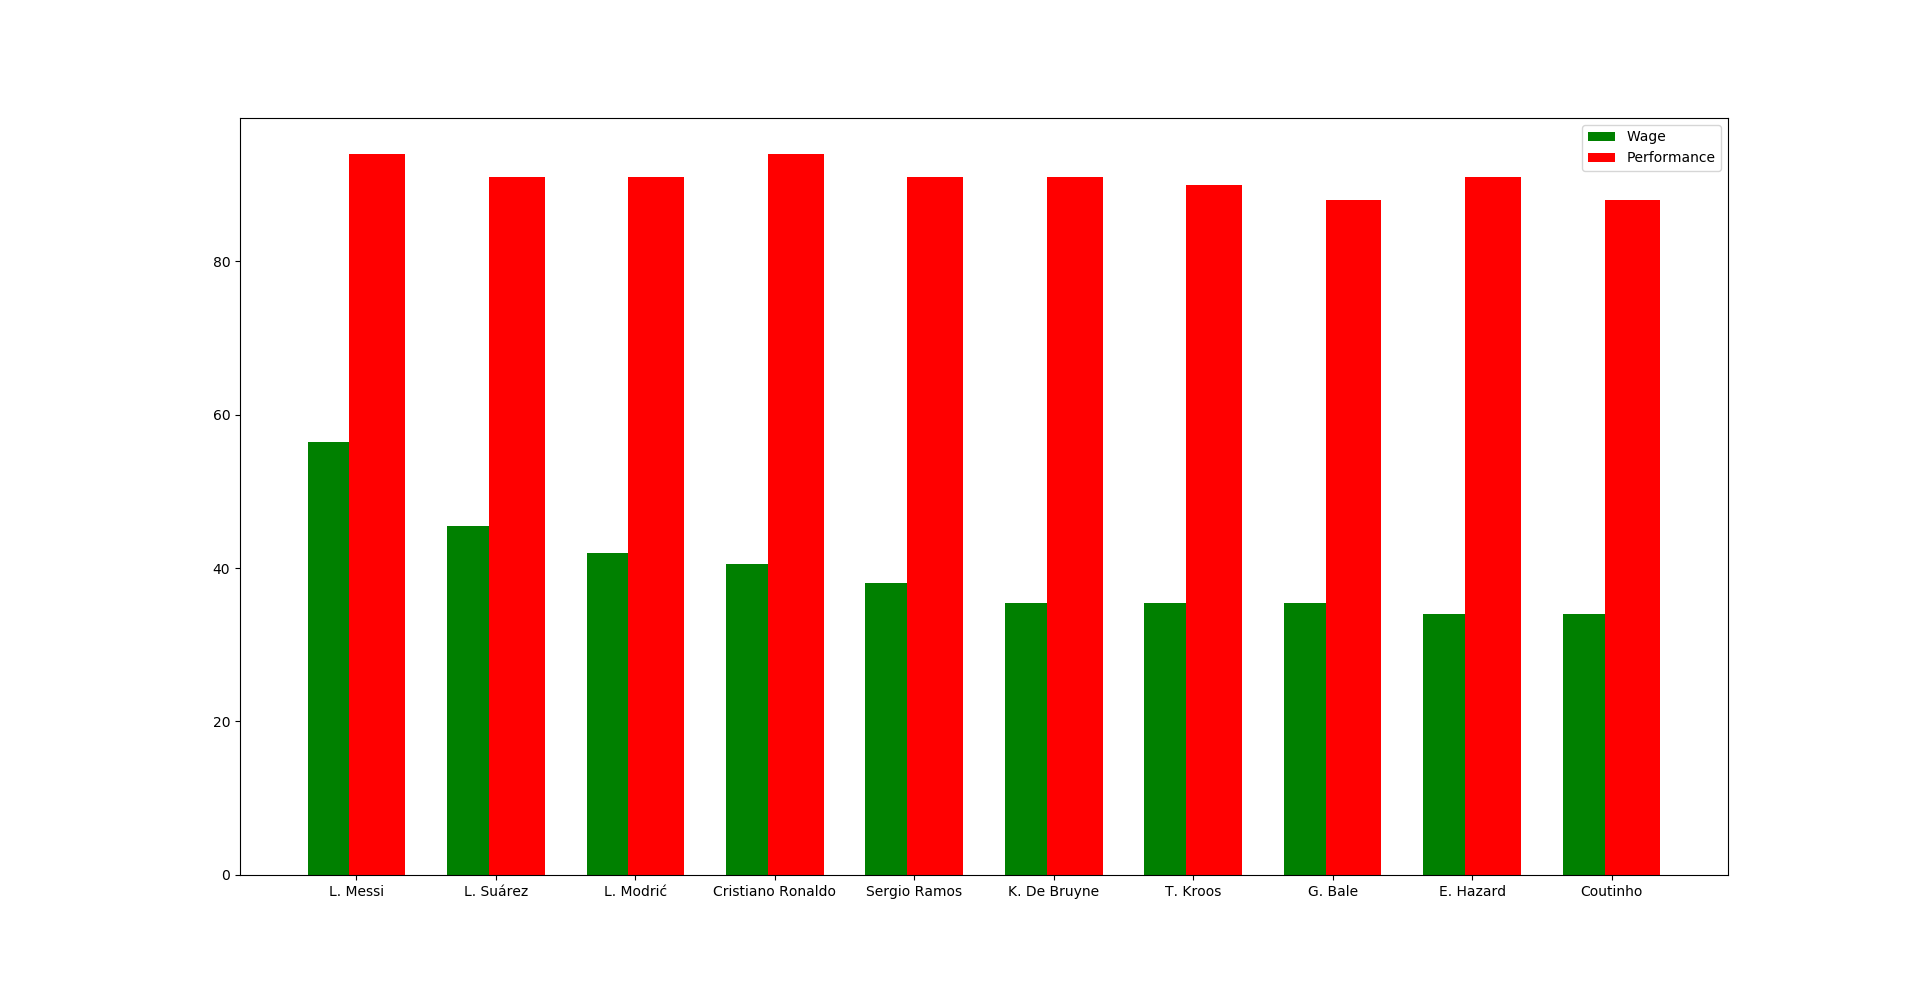 Wage
Performance
80
60
40
20
0
L. Messi L. Suárez L. Modrić Cristiano Ronaldo Sergio Ramos K. De Bruyne T. Kroos G. Bale E. Hazard Coutinho